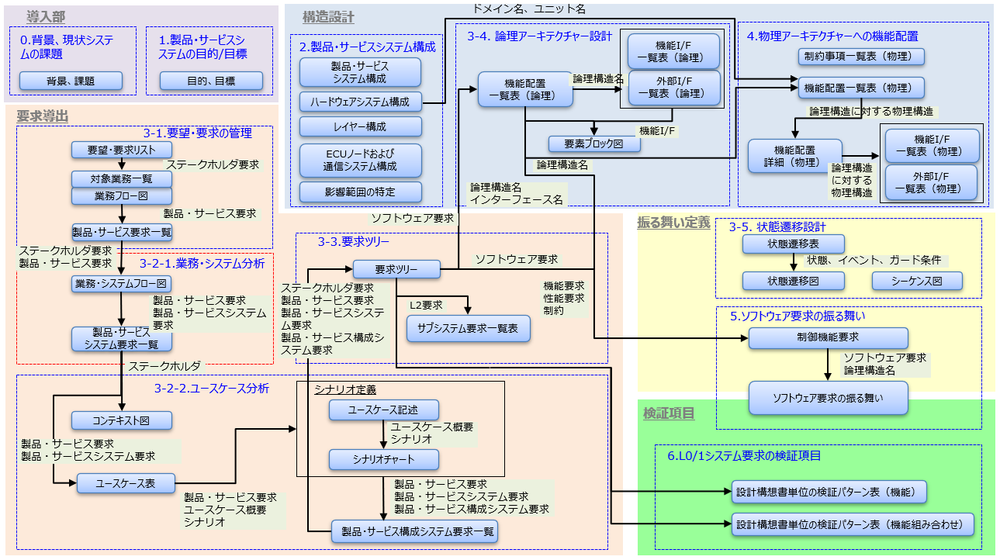 導入部
0.背景、現状システ
ムの課題
背景、課題
1.製品・サービスシ
ステムの目的/目標
目的、目標
構造設計
ドメイン名、ユニット名
2.製品・サービスシステム構成
製品・サービス
システム構成
ハードウェアシステム構成
レイヤー構成
ECUノードおよび
通信システム構成
影響範囲の特定
3-4. 論理アーキテクチャー設計
機能配置
一覧表（論理）
論理構造名
機能I/F
一覧表（論理）
外部I/F
一覧表（論理）
機能I/F
要素ブロック図
論理構造名
論理構造名
インターフェース名
4.物理アーキテクチャーへの機能配置
制約事項一覧表（物理）
機能配置一覧表（物理）
論理構造に対する物理構造
機能配置
詳細（物理）
論理構造
に対する
物理構造
機能I/F
一覧表（物理）
外部I/F
一覧表（物理）
要求導出
3-1.要望・要求の管理
要望・要求リスト
ステークホルダ要求
対象業務一覧
業務フロー図
製品・サービス要求
製品・サービス要求一覧
ステークホルダ要求
製品・サービス要求
3-2-1.業務・システム分析
業務・システムフロー図
製品・サービス要求
製品・サービスシステム
要求
製品・サービス
システム要求一覧
ステークホルダ
3-3.要求ツリー
ソフトウェア要求
要求ツリー
ソフトウェア要求
ステークホルダ要求
製品・サービス要求
製品・サービスシステ
ム要求
製品・サービス構成シ
ステム要求
L2要求
サブシステム要求一覧表
機能要求
性能要求
制約
3-2-2.ユースケース分析
コンテキスト図
製品・サービス要求
製品・サービスシステム要求
ユースケース表
製品・サービス要求
ユースケース概要
シナリオ
シナリオ定義
ユースケース記述
ユースケース概要
シナリオ
シナリオチャート
製品・サービス要求
製品・サービスシステム要求
製品・サービス構成システム要求
製品・サービス構成システム要求一覧
振る舞い定義
3-5. 状態遷移設計
状態遷移表
状態、イベント、ガード条件
状態遷移図
シーケンス図
5.ソフトウェア要求の振る舞い
制御機能要求
ソフトウェア要求
論理構造名
ソフトウェア要求の振る舞い
検証項目
6.L0/1システム要求の検証項目
設計構想書単位の検証パターン表（機能）
設計構想書単位の検証パターン表（機能組み合わせ）